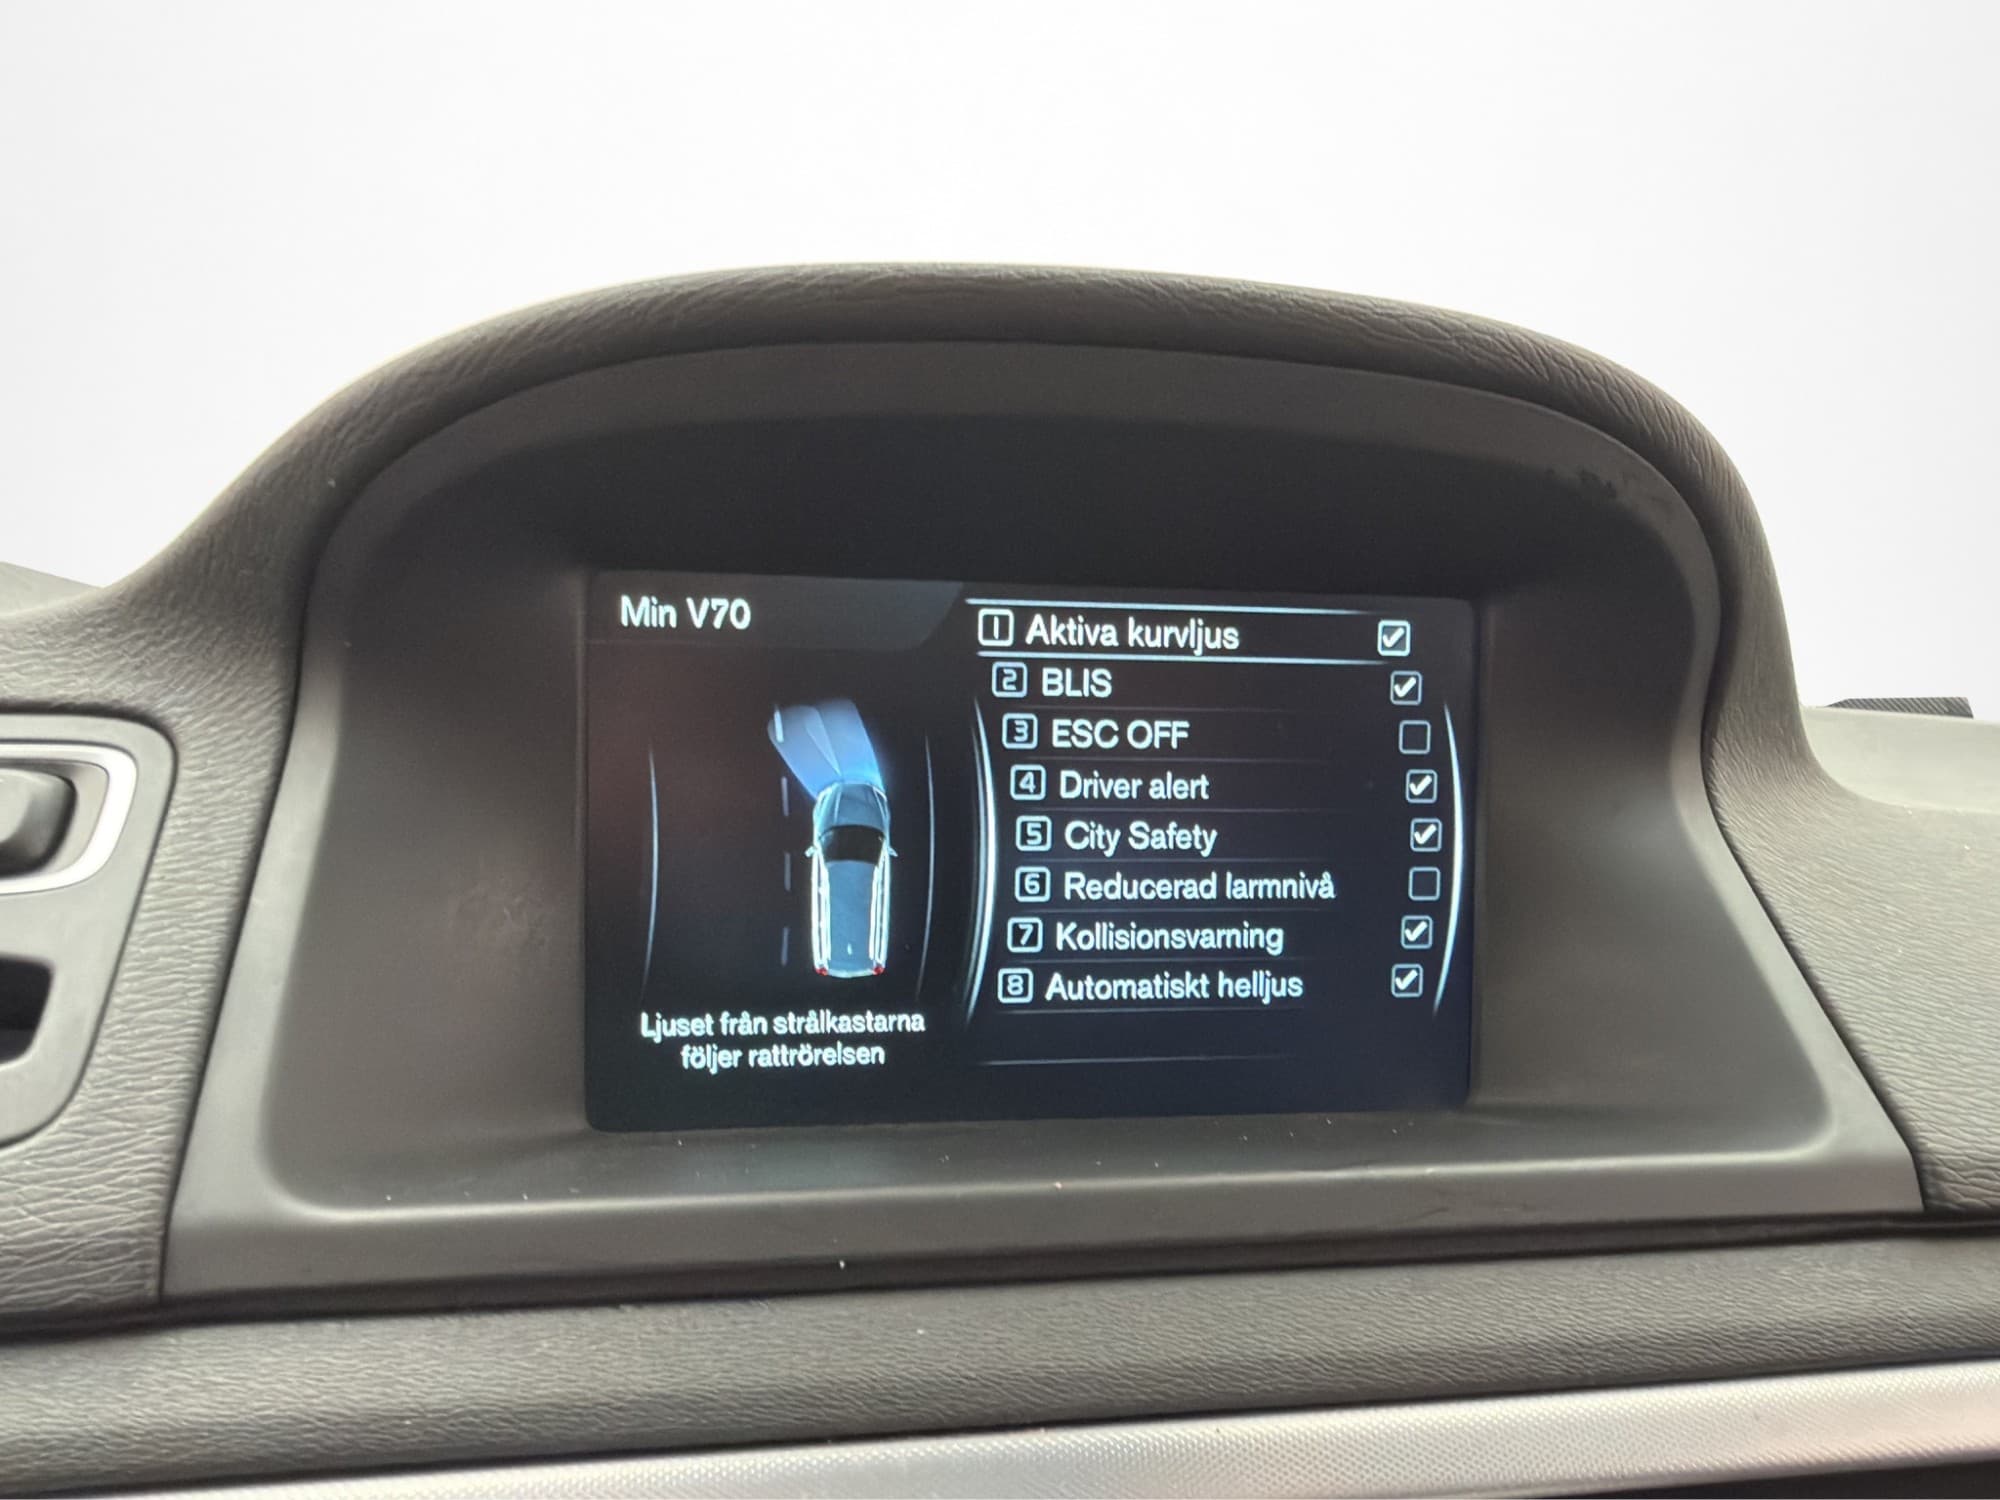 Min V70
1 Aktiva kurvljus
2 BLIS
3 ESC OFF
4 Driver alert
5 City Safety
6 Reducerad larmnivå
7 Kollisionsvarning
8 Automatiskt helljus
Ljuset från strålkastarna
följer rattrörelsen